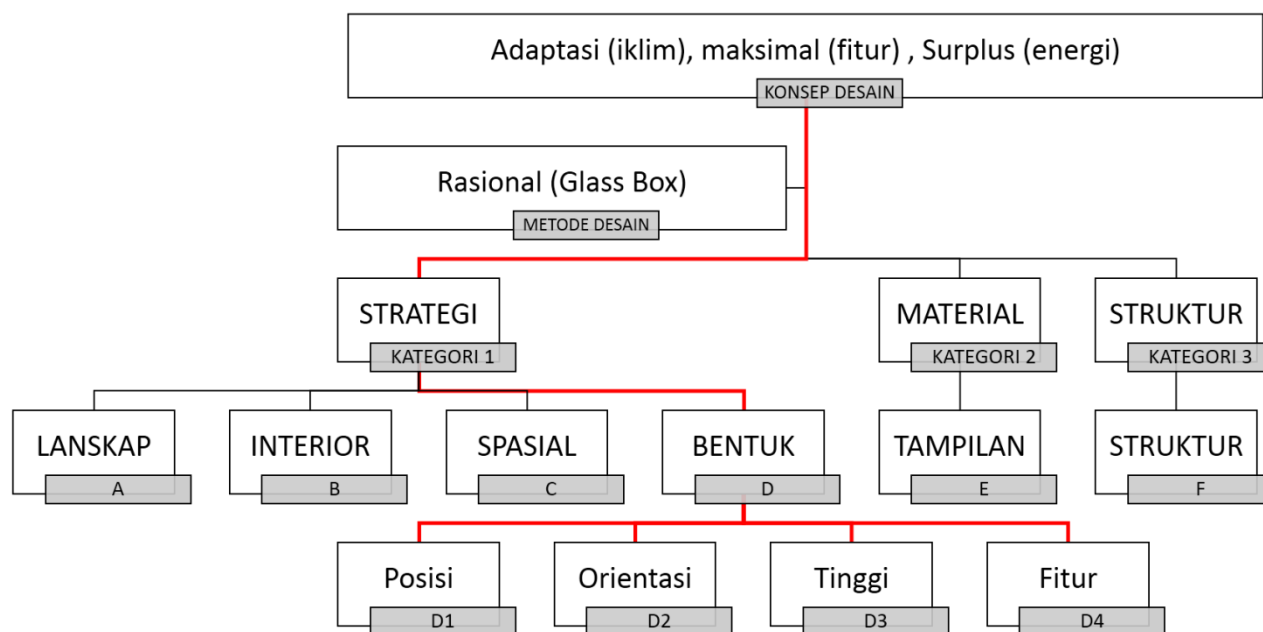 Adaptasi (iklim), maksimal (fitur) , Surplus (energi)
KONSEP DESAIN
Rasional (Glass Box)
METODE DESAIN
STRATEGI
KATEGORI 1
MATERIAL
KATEGORI 2
STRUKTUR
KATEGORI 3
LANSKAP
A
INTERIOR
B
SPASIAL
C
BENTUK
D
TAMPILAN
E
STRUKTUR
F
Posisi
D1
Orientasi
D2
Tinggi
D3
Fitur
D4